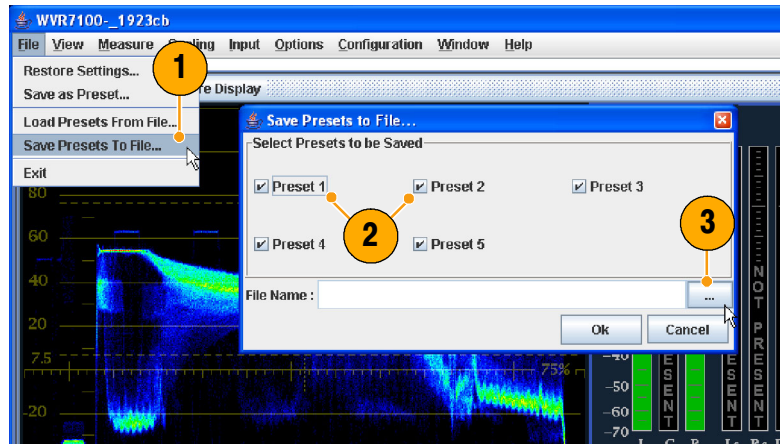 WVR7100-_1923cb
File View Measure Input Options Configuration Window Help
1
Restore Settings...
Save as Preset...
Display
Load Presets From File...
Save Presets To File...
Exit
Save Presets to File...
Select Presets to be Saved
Preset 1 Preset 2 Preset 3
2
3
Preset 4 Preset 5
File Name : ...
Ok Cancel
80
60
40
20
7.5
-20
75%
-40
-50
-60
-70
NOT PRESENT
L C R Ls Rs